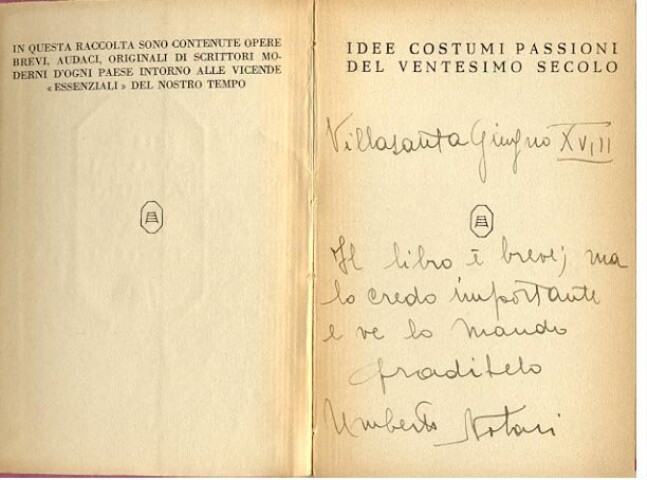 IN QUESTA RACCOLTA SONO CONTENUTE OPERE
BREVI, AUDACI, ORIGINALI DI SCRITTORI MO-
DERNI D'OGNI PAESE INTORNO ALLE VICENDE
«ESSENZIALI» DEL NOSTRO TEMPO
IDEE COSTUMI PASSIONI
DEL VENTESIMO SECOLO
Villasanta Giugno XVIII
Il libro è breve; ma
lo credo importante
e ve lo mando
graditelo
Umberto Notari